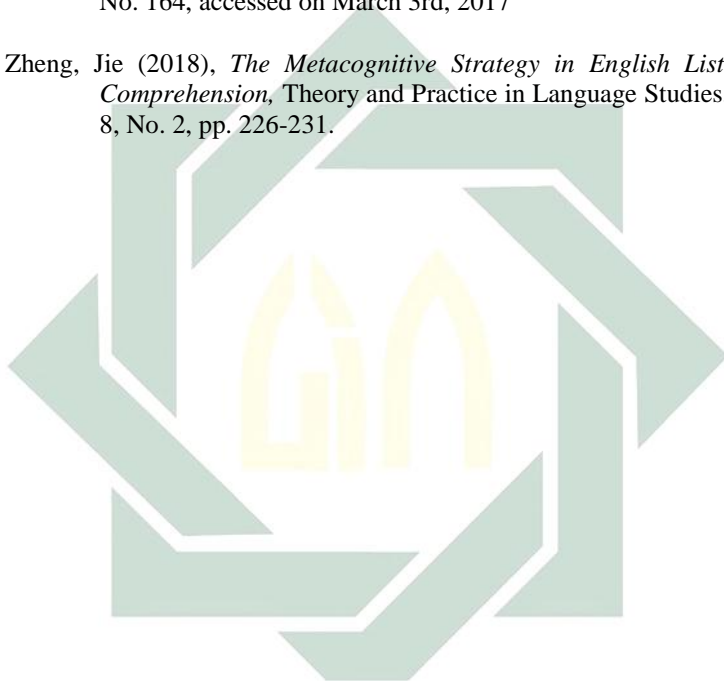 No. 164, accessed on March 3rd, 2017
Zheng, Jie (2018), The Metacognitive Strategy in English List
Comprehension, Theory and Practice in Language Studies
8, No. 2, pp. 226-231.